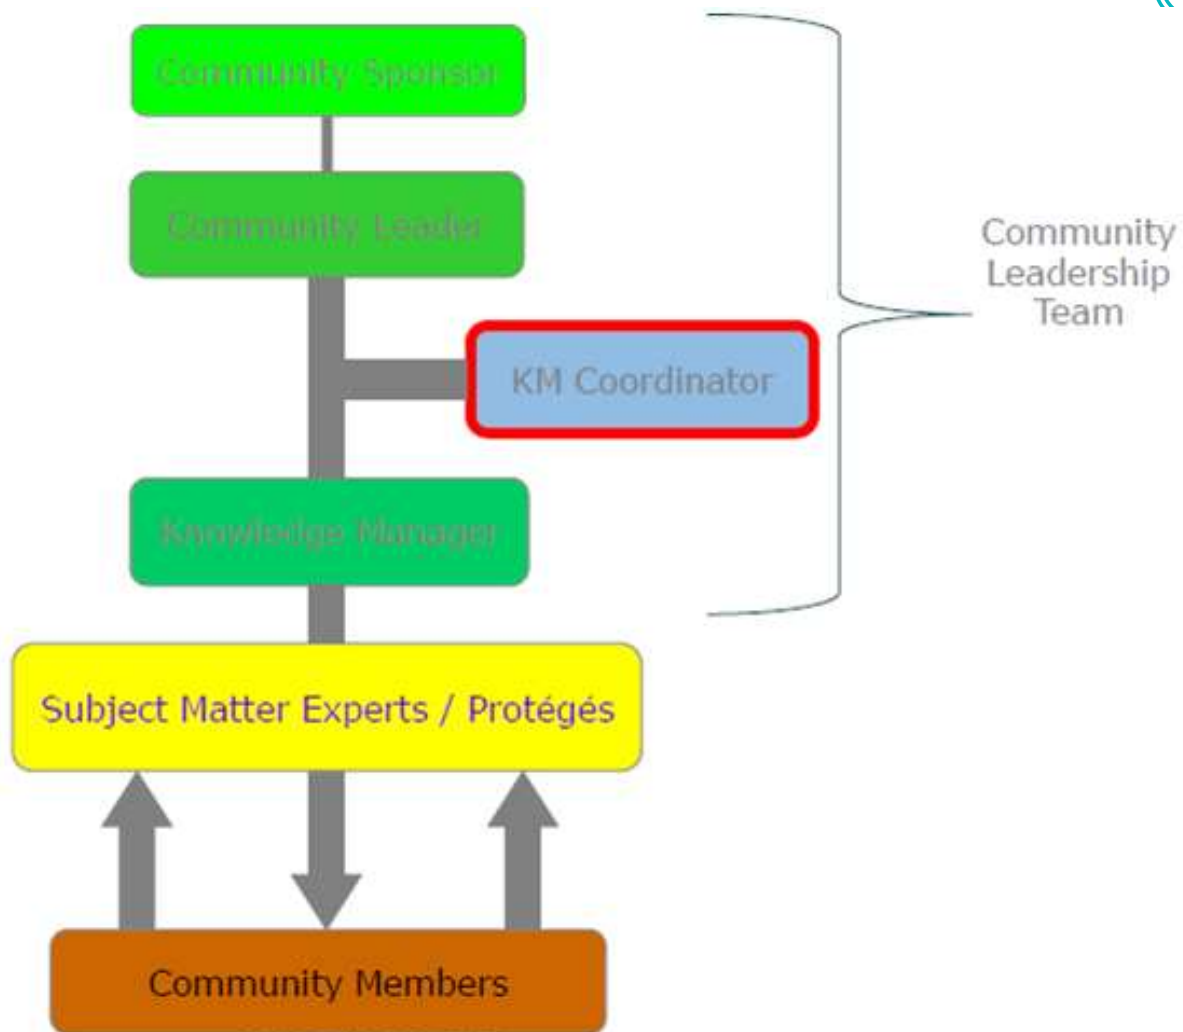 Community Sponsor
Community Leader
Community
Leadership
Team
KM Coordinator
Knowledge Manager
Subject Matter Experts / Protégés
Community Members